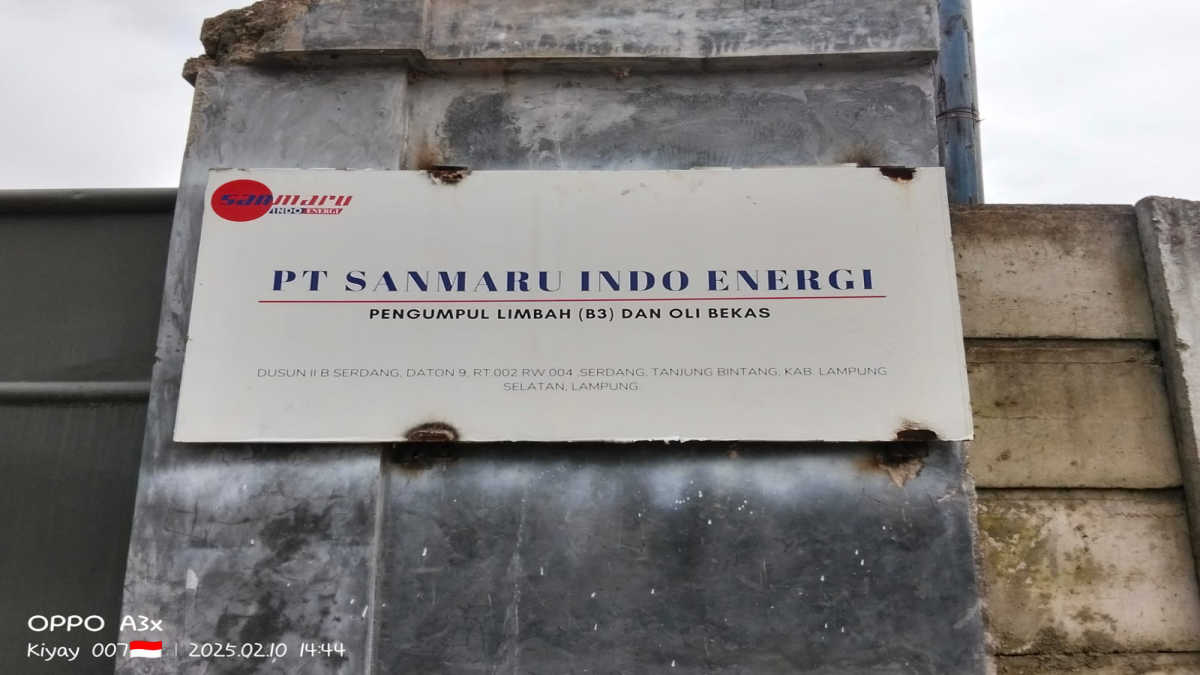 sanmaru
INDO ENERGI
PT SANMARU INDO ENERGI
PENGUMPUL LIMBAH (B3) DAN OLI BEKAS
DUSUN II B SERDANG, DATON 9, RT.002 RW.004 ,SERDANG, TANJUNG BINTANG, KAB. LAMPUNG
SELATAN, LAMPUNG.
OPPO A3x
Kiyay 007🇮🇩 | 2025.02.10 14:44